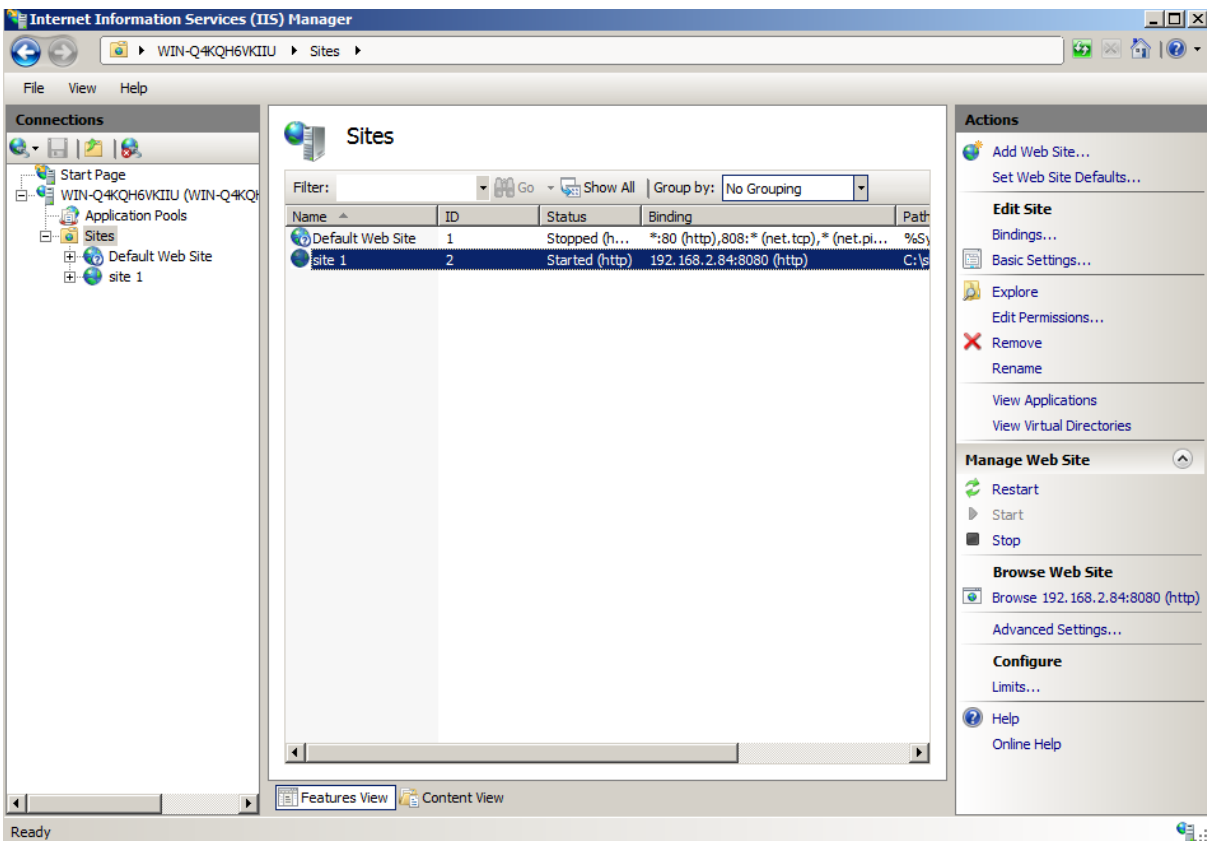 Internet Information Services (IIS) Manager
WIN-Q4KQH6VKIIU Sites
File View Help
Connections
Start Page
WIN-Q4KQH6VKIIU (WIN-Q4KQH
Application Pools
Sites
Default Web Site
site 1
Sites
Filter: Go Show All Group by: No Grouping
Name ID Status Binding Path
Default Web Site 1 Stopped (h... *:80 (http),808:* (net.tcp),* (net.pi... %Sy
site 1 2 Started (http) 192.168.2.84:8080 (http) C:\s
Features View Content View
Actions
Add Web Site...
Set Web Site Defaults...
Edit Site
Bindings...
Basic Settings...
Explore
Edit Permissions...
Remove
Rename
View Applications
View Virtual Directories
Manage Web Site
Restart
Start
Stop
Browse Web Site
Browse 192.168.2.84:8080 (http)
Advanced Settings...
Configure
Limits...
Help
Online Help
Ready